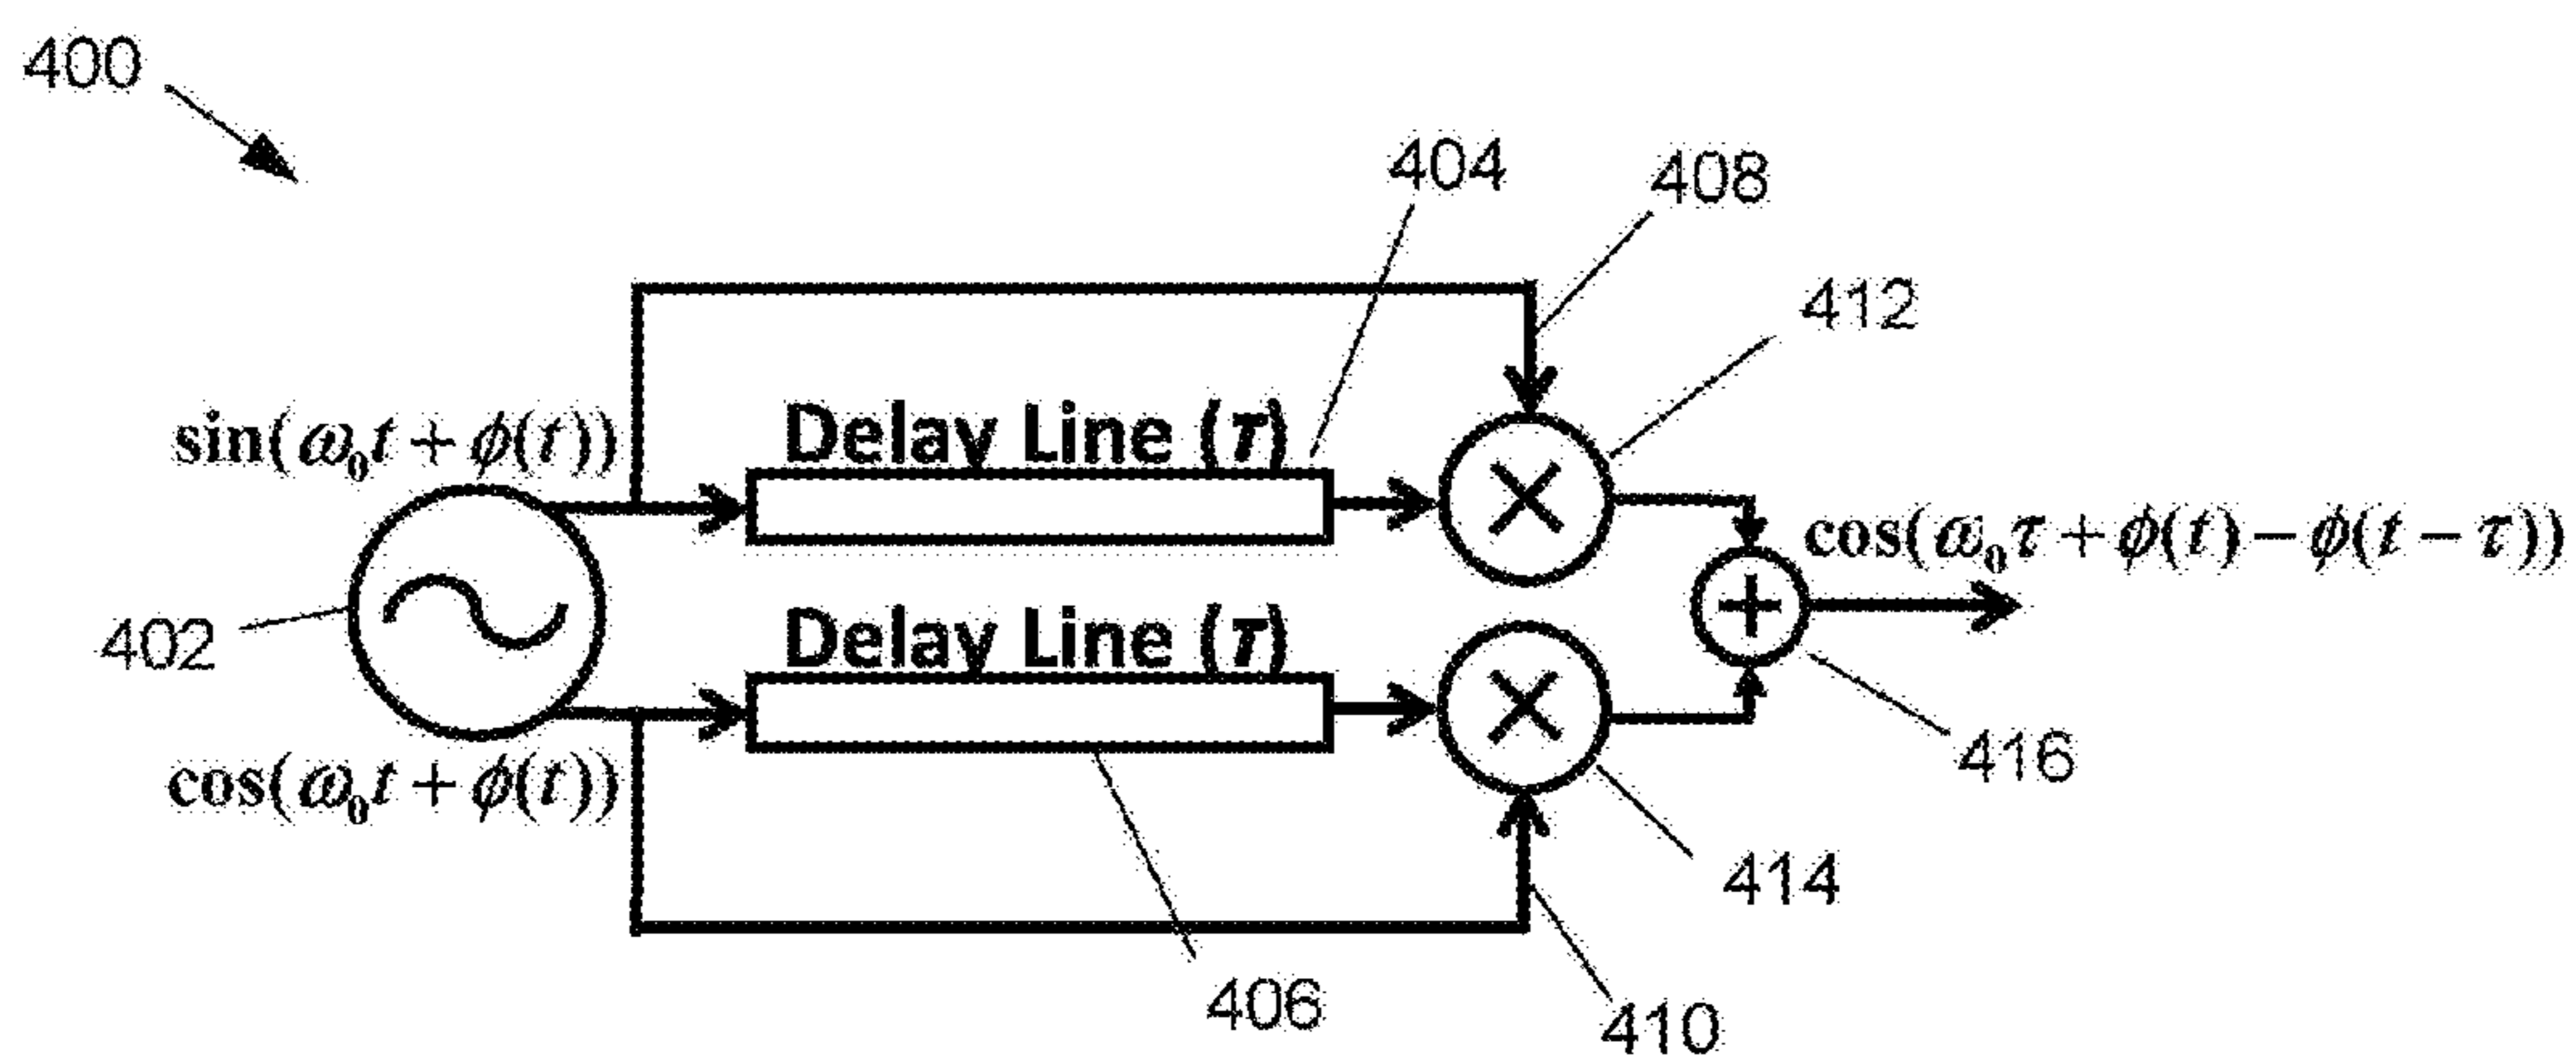 400
404
408
412
sin(ω₀t + ϕ(t))
Delay Line (τ)
cos(ω₀τ + ϕ(t) − ϕ(t − τ))
402
Delay Line (τ)
cos(ω₀t + ϕ(t))
416
414
406
410